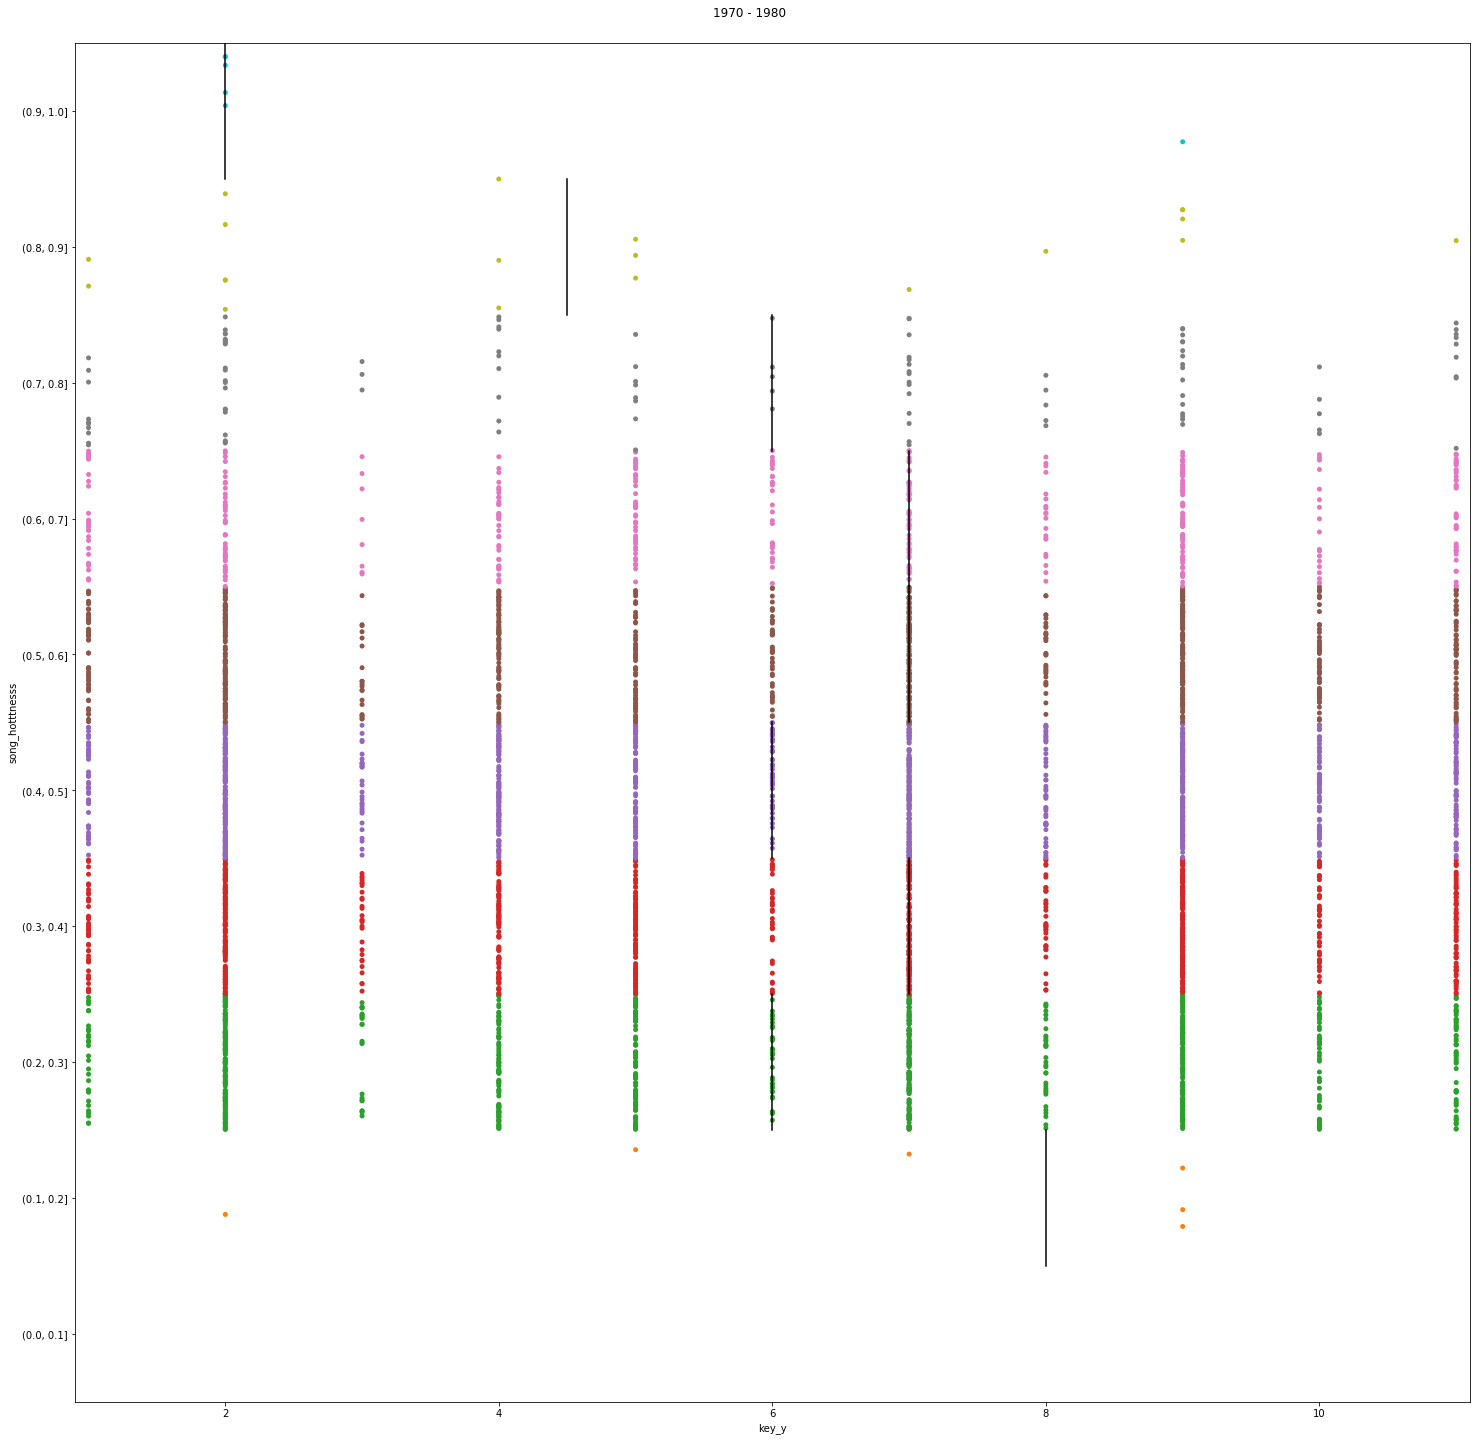 1970 - 1980
(0.9, 1.0]
(0.8, 0.9]
(0.7, 0.8]
(0.6, 0.7]
(0.5, 0.6]
(0.4, 0.5]
(0.3, 0.4]
(0.2, 0.3]
(0.1, 0.2]
(0.0, 0.1]
song_hotttnesss
2 4 6 8 10
key_y